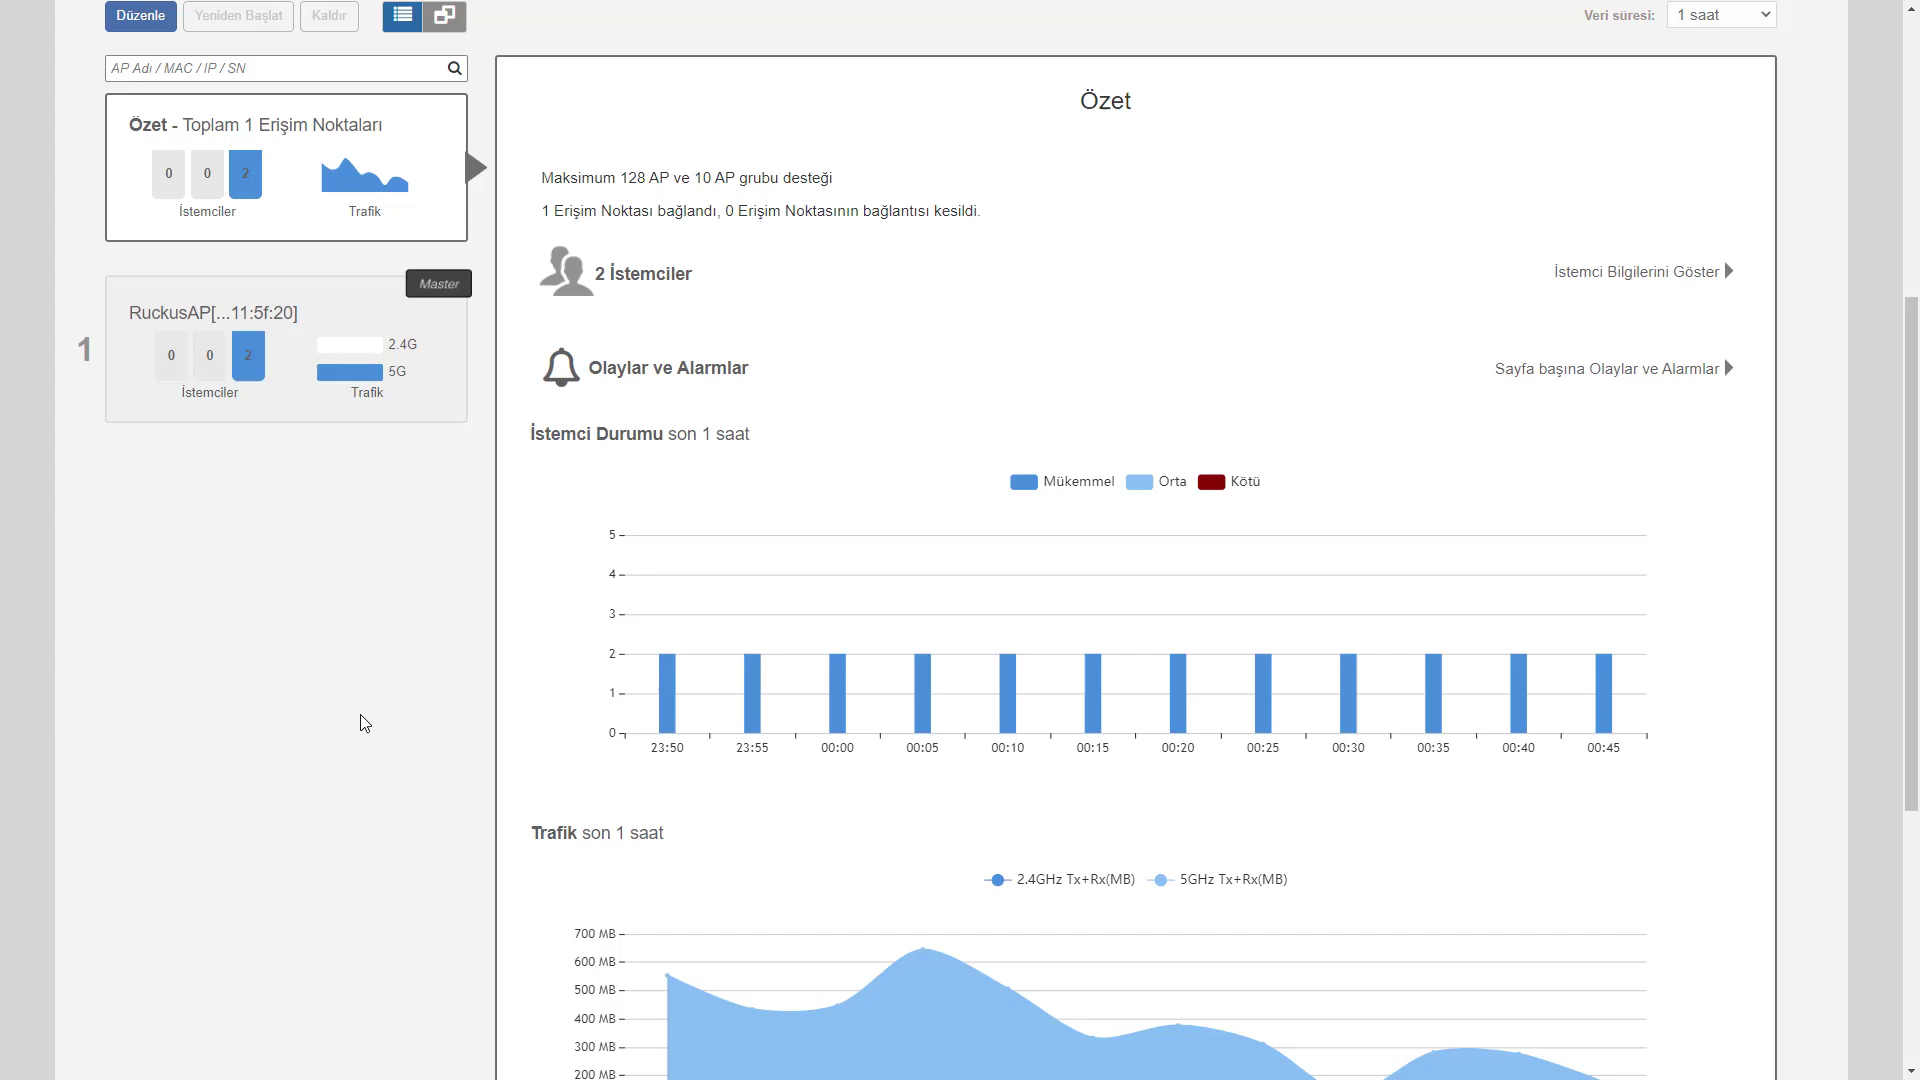 Düzenle
Yeniden Başlat
Kaldır
Veri süresi:
1 saat
AP Adı / MAC / IP / SN
Özet - Toplam 1 Erişim Noktaları
0 0 2
İstemciler
Trafik
Master
1
RuckusAP[...11:5f:20]
0 0 2
2.4G
5G
İstemciler
Trafik
Özet
Maksimum 128 AP ve 10 AP grubu desteği
1 Erişim Noktası bağlandı, 0 Erişim Noktasının bağlantısı kesildi.
2 İstemciler
İstemci Bilgilerini Göster
Olaylar ve Alarmlar
Sayfa başına Olaylar ve Alarmlar
İstemci Durumu son 1 saat
Mükemmel Orta Kötü
5
4
3
2
1
0
23:50 23:55 00:00 00:05 00:10 00:15 00:20 00:25 00:30 00:35 00:40 00:45
Trafik son 1 saat
2.4GHz Tx+Rx(MB) 5GHz Tx+Rx(MB)
700 MB
600 MB
500 MB
400 MB
300 MB
200 MB